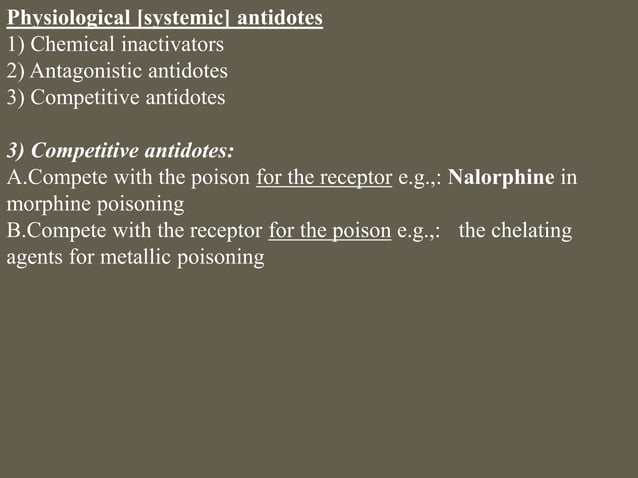 Physiological [systemic] antidotes
1) Chemical inactivators
2) Antagonistic antidotes
3) Competitive antidotes
3) Competitive antidotes:
A.Compete with the poison for the receptor e.g.,: Nalorphine in
morphine poisoning
B.Compete with the receptor for the poison e.g.,: the chelating
agents for metallic poisoning